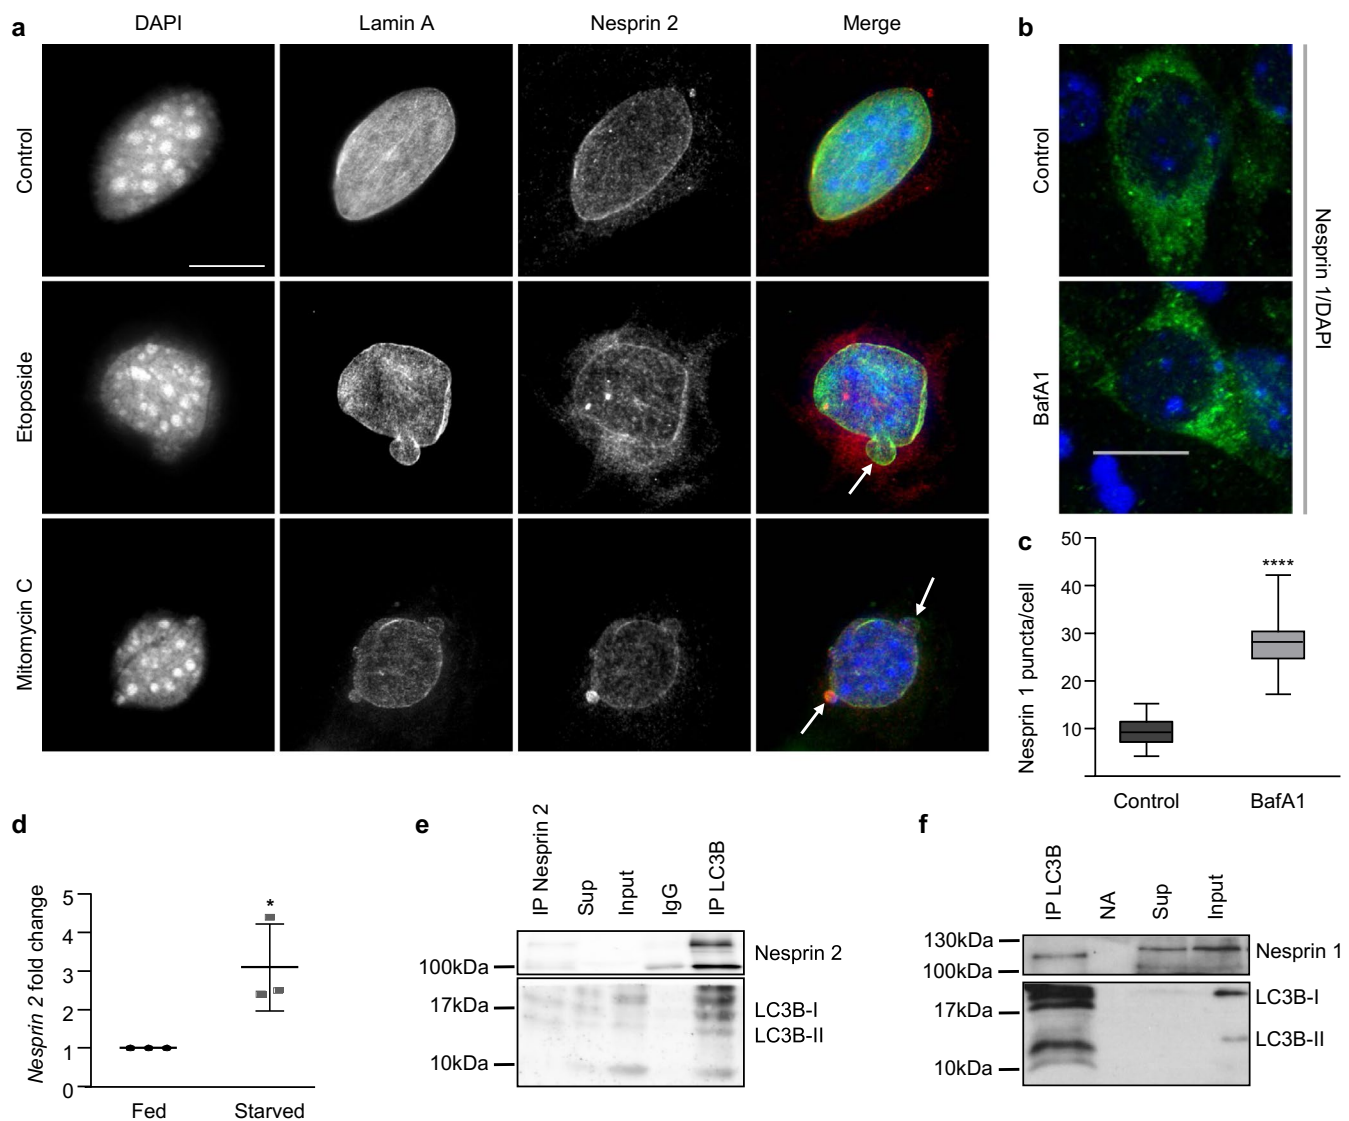 a
DAPI
Lamin A
Nesprin 2
Merge
Control
Etoposide
Mitomycin C
b
Control
BafA1
Nesprin 1/DAPI
c
Nesprin 1 puncta/cell
50
40
30
20
10
****
Control
BafA1
d
Nesprin 2 fold change
5
4
3
2
1
0
*
Fed
Starved
e
IP Nesprin 2
Sup
Input
IgG
IP LC3B
100kDa
Nesprin 2
17kDa
LC3B-I
LC3B-II
10kDa
f
IP LC3B
NA
Sup
Input
130kDa
Nesprin 1
100kDa
LC3B-I
17kDa
LC3B-II
10kDa